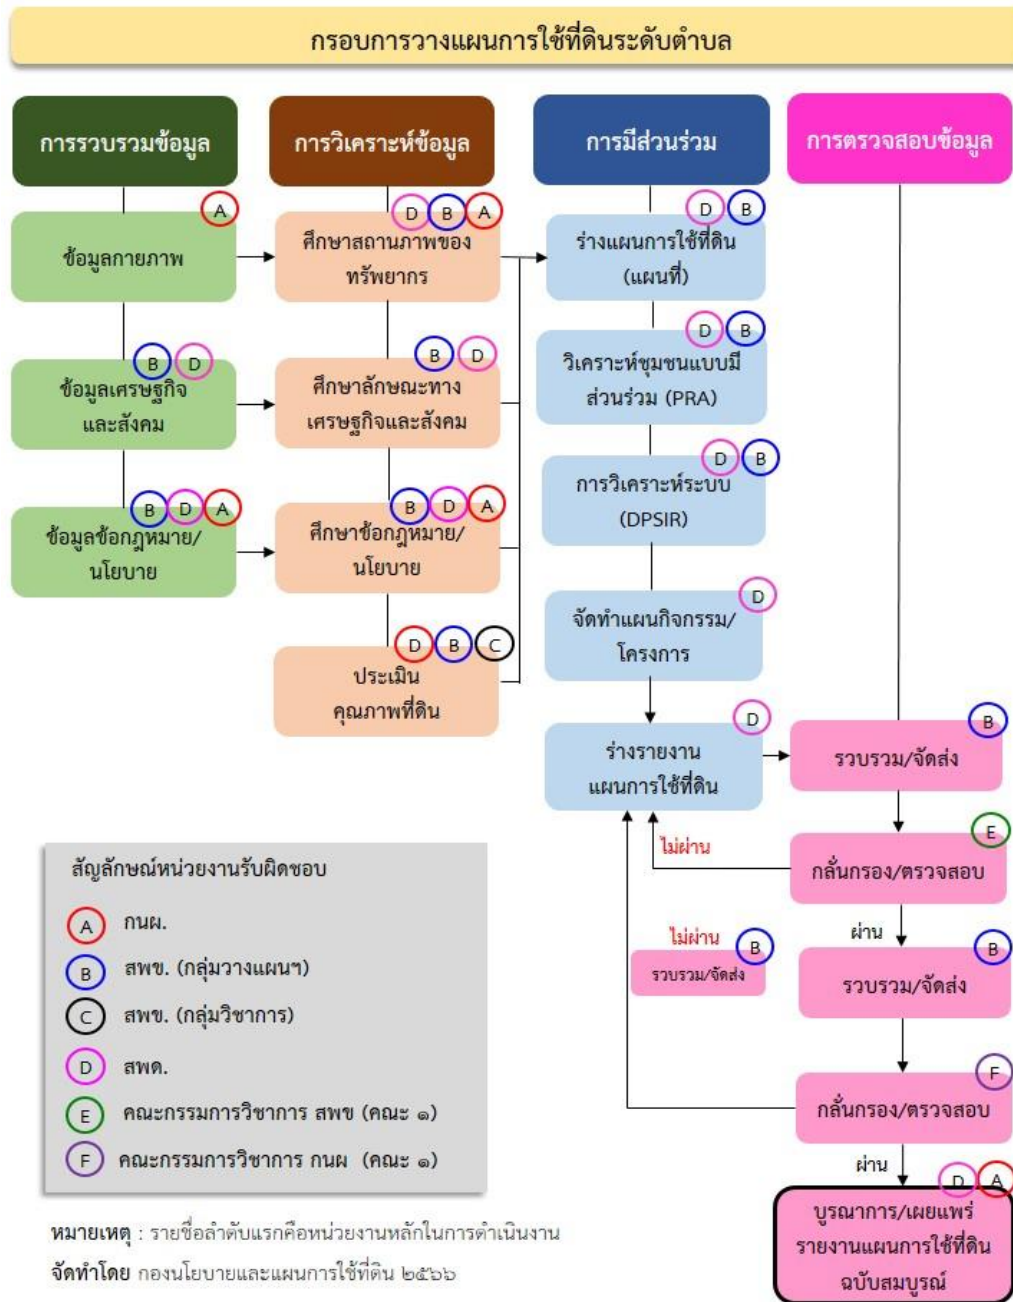 กรอบการวางแผนการใช้ที่ดินระดับตำบล
การรวบรวมข้อมูล
A
ข้อมูลกายภาพ
B D
ข้อมูลเศรษฐกิจ
และสังคม
B D A
ข้อมูลข้อกฎหมาย/
นโยบาย
การวิเคราะห์ข้อมูล
D B A
ศึกษาสถานภาพของ
ทรัพยากร
B D
ศึกษาลักษณะทาง
เศรษฐกิจและสังคม
B D A
ศึกษาข้อกฎหมาย/
นโยบาย
D B C
ประเมิน
คุณภาพที่ดิน
การมีส่วนร่วม
D B
ร่างแผนการใช้ที่ดิน
(แผนที่)
D B
วิเคราะห์ชุมชนแบบมี
ส่วนร่วม (PRA)
D B
การวิเคราะห์ระบบ
(DPSIR)
D
จัดทำแผนกิจกรรม/
โครงการ
D
ร่างรายงาน
แผนการใช้ที่ดิน
การตรวจสอบข้อมูล
B
รวบรวม/จัดส่ง
E
กลั่นกรอง/ตรวจสอบ
ไม่ผ่าน
ผ่าน
B
รวบรวม/จัดส่ง
ไม่ผ่าน
B
รวบรวม/จัดส่ง
F
กลั่นกรอง/ตรวจสอบ
ผ่าน
D A
บูรณาการ/เผยแพร่
รายงานแผนการใช้ที่ดิน
ฉบับสมบูรณ์
สัญลักษณ์หน่วยงานรับผิดชอบ
A กนผ.
B สพข. (กลุ่มวางแผนฯ)
C สพข. (กลุ่มวิชาการ)
D สพด.
E คณะกรรมการวิชาการ สพข (คณะ ๑)
F คณะกรรมการวิชาการ กนผ (คณะ ๑)
หมายเหตุ : รายชื่อลำดับแรกคือหน่วยงานหลักในการดำเนินงาน
จัดทำโดย กองนโยบายและแผนการใช้ที่ดิน ๒๕๖๖